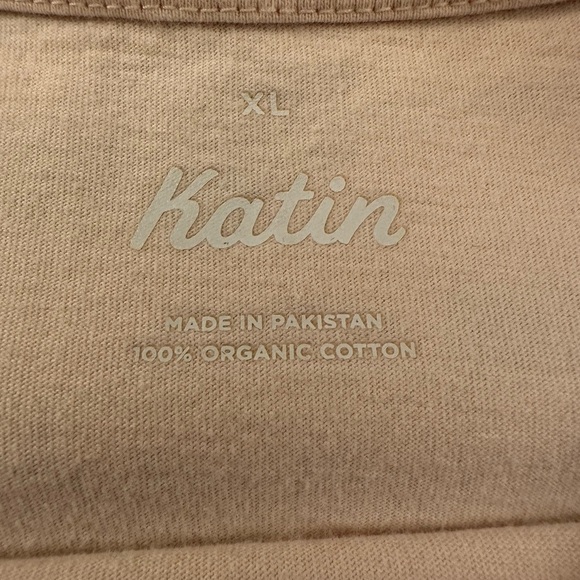 XL
Katin
MADE IN PAKISTAN
100% ORGANIC COTTON